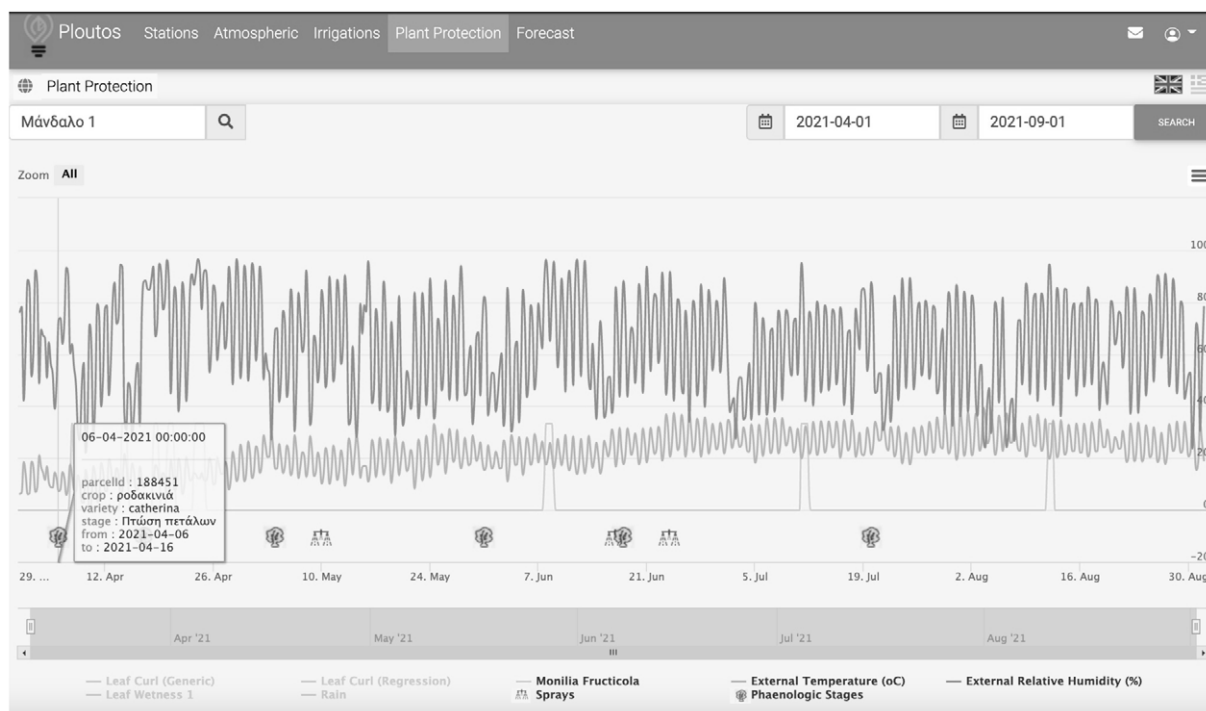 Ploutos Stations Atmospheric Irrigations Plant Protection Forecast
Plant Protection
Μάνδαλο 1 2021-04-01 2021-09-01 SEARCH
Zoom All
100
80
60
40
20
0
-20
06-04-2021 00:00:00
parcelId : 188451
crop : ροδακινιά
variety : catherina
stage : Πτώση πετάλων
from : 2021-04-06
to : 2021-04-16
29. ... 12. Apr 26. Apr 10. May 24. May 7. Jun 21. Jun 5. Jul 19. Jul 2. Aug 16. Aug 30. Aug
Apr '21 May '21 Jun '21 Jul '21 Aug '21
Leaf Curl (Generic) Leaf Curl (Regression) Monilia Fructicola External Temperature (oC) External Relative Humidity (%)
Leaf Wetness 1 Rain Sprays Phaenologic Stages